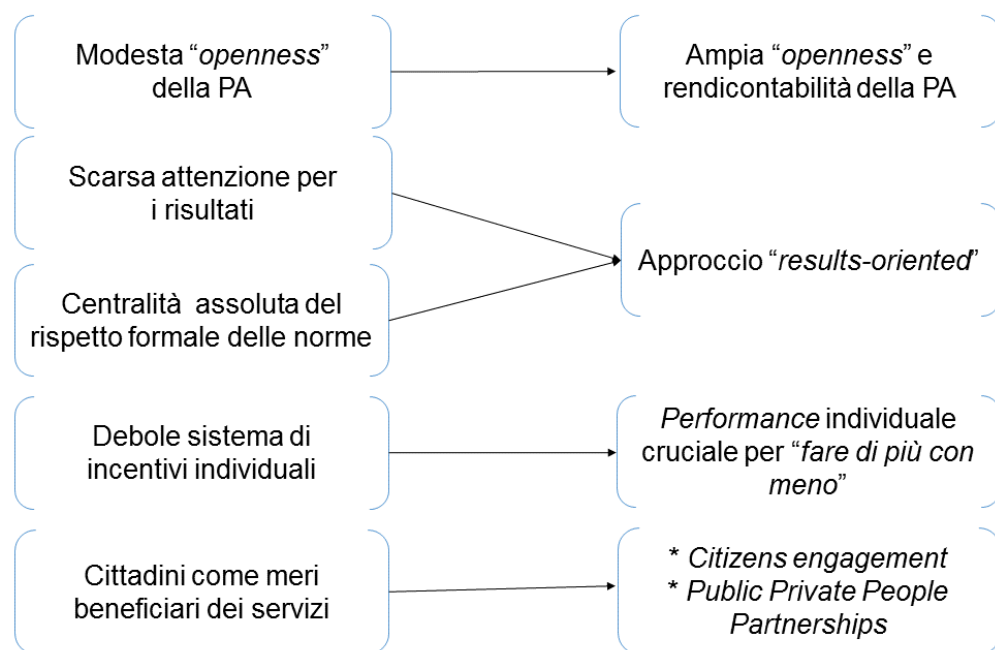 Modesta “openness”
della PA
Ampia “openness” e
rendicontabilità della PA
Scarsa attenzione per
i risultati
Centralità assoluta del
rispetto formale delle norme
Approccio “results-oriented”
Debole sistema di
incentivi individuali
Performance individuale
cruciale per “fare di più con
meno”
Cittadini come meri
beneficiari dei servizi
* Citizens engagement
* Public Private People
Partnerships